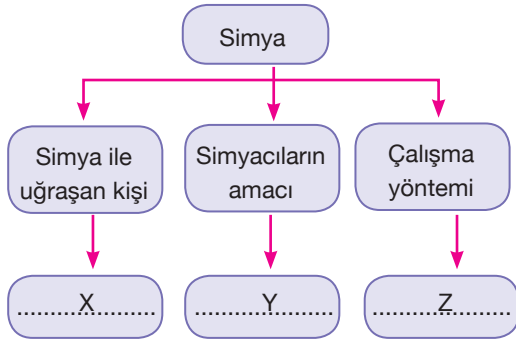 Simya
Simya ile
uğraşan kişi
Simyacıların
amacı
Çalışma
yöntemi
..........X..........
..........Y..........
..........Z..........